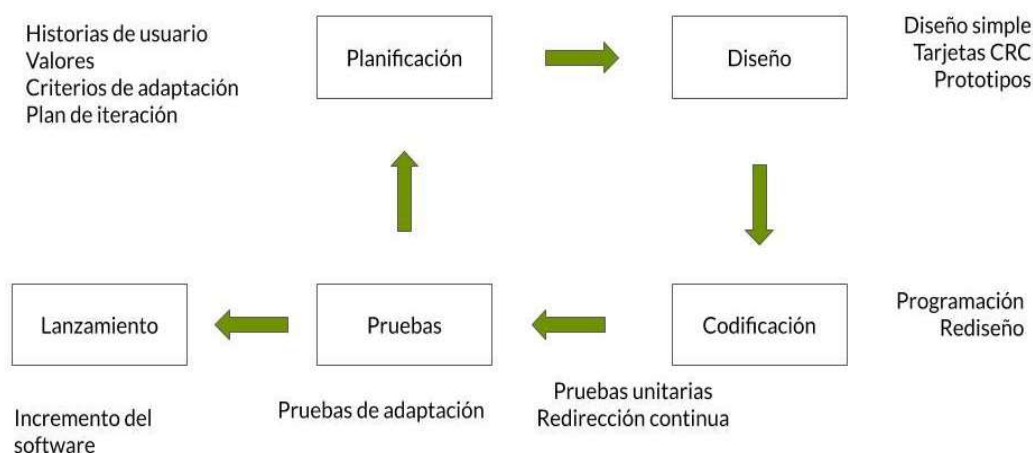 Historias de usuario
Valores
Criterios de adaptación
Plan de iteración
Planificación
Diseño
Diseño simple
Tarjetas CRC
Prototipos
Lanzamiento
Pruebas
Codificación
Programación
Rediseño
Incremento del
software
Pruebas de adaptación
Pruebas unitarias
Redirección continua